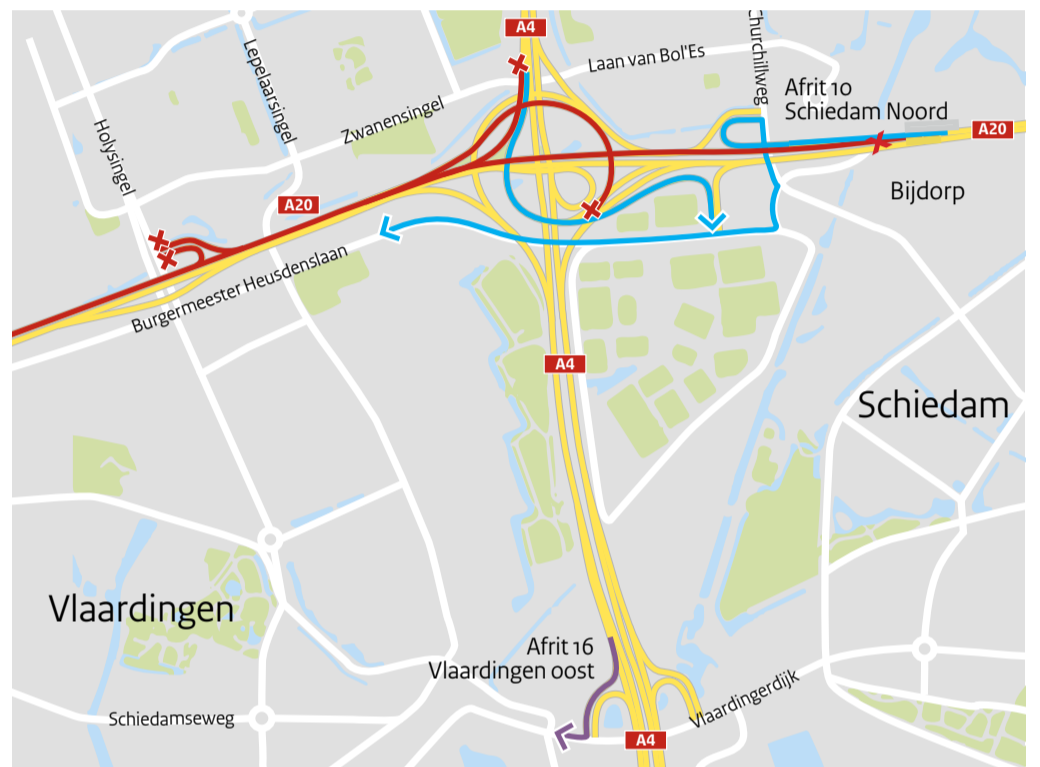 A4
Churchillweg
Laan van Bol'Es
Lepelaarsingel
Afrit 10
Schiedam Noord
Zwanensingel
A20
Holysingel
Bijdorp
A20
Burgermeester Heusdenslaan
A4
Schiedam
Vlaardingen
Afrit 16
Vlaardingen oost
Vlaardingerdijk
Schiedamseweg
A4